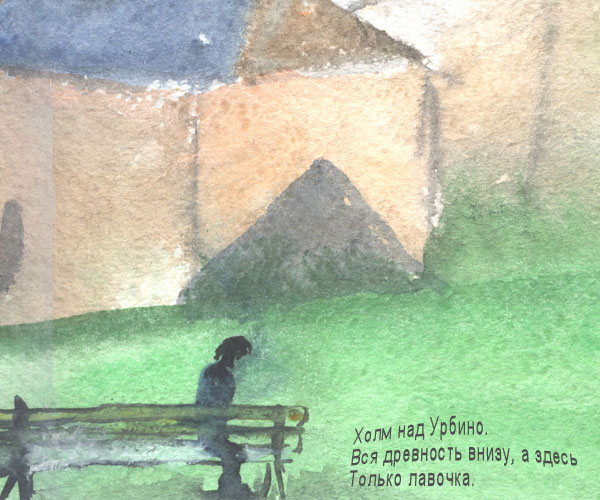 Холм над Урбино.
Вся древность внизу, а здесь
Только лавочка.